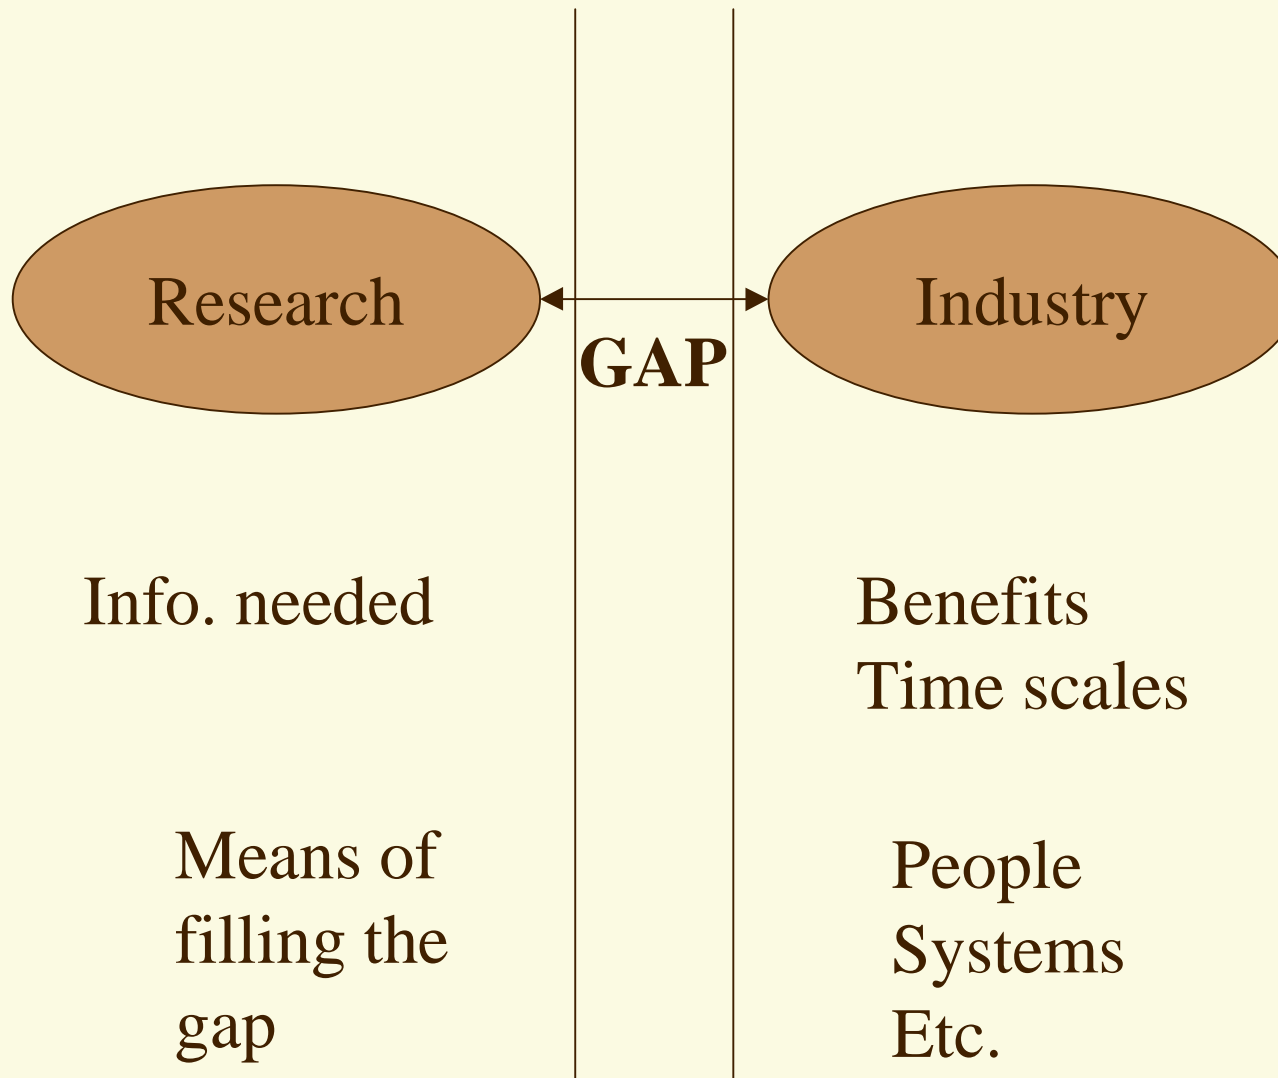 Research
Industry
GAP
Info. needed
Benefits
Time scales
Means of
filling the
gap
People
Systems
Etc.